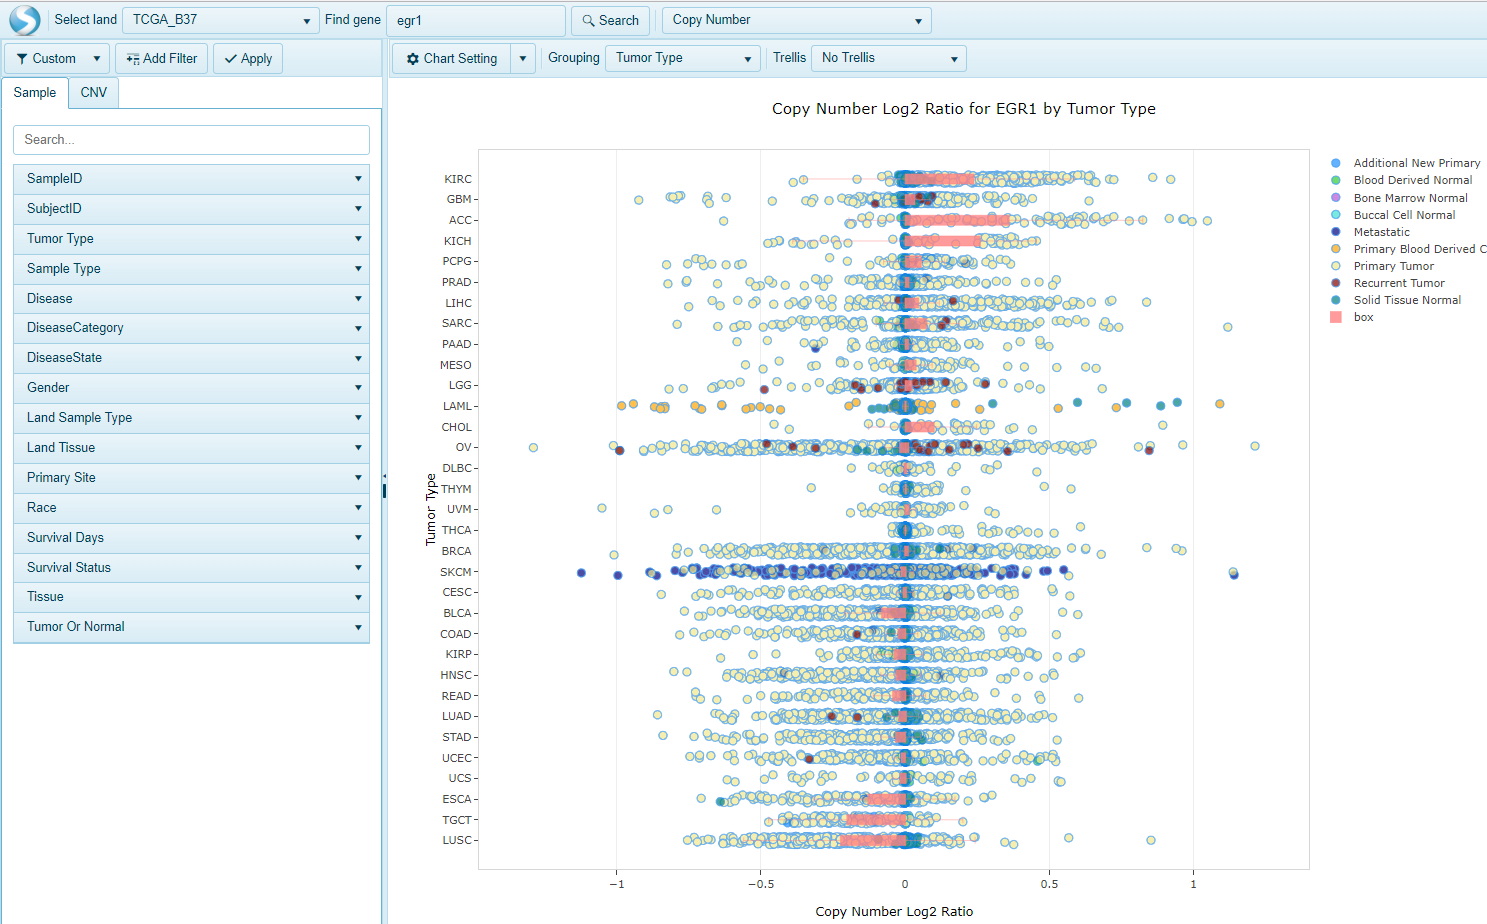 Select land TCGA_B37 Find gene egr1 Search Copy Number
Custom Add Filter Apply Chart Setting Grouping Tumor Type Trellis No Trellis
Sample CNV
Search...
SampleID
SubjectID
Tumor Type
Sample Type
Disease
DiseaseCategory
DiseaseState
Gender
Land Sample Type
Land Tissue
Primary Site
Race
Survival Days
Survival Status
Tissue
Tumor Or Normal
Copy Number Log2 Ratio for EGR1 by Tumor Type
Tumor Type
KIRC
GBM
ACC
KICH
PCPG
PRAD
LIHC
SARC
PAAD
MESO
LGG
LAML
CHOL
OV
DLBC
THYM
UVM
THCA
BRCA
SKCM
CESC
BLCA
COAD
KIRP
HNSC
READ
LUAD
STAD
UCEC
UCS
ESCA
TGCT
LUSC
−1 −0.5 0 0.5 1
Copy Number Log2 Ratio
Additional New Primary
Blood Derived Normal
Bone Marrow Normal
Buccal Cell Normal
Metastatic
Primary Blood Derived C
Primary Tumor
Recurrent Tumor
Solid Tissue Normal
box